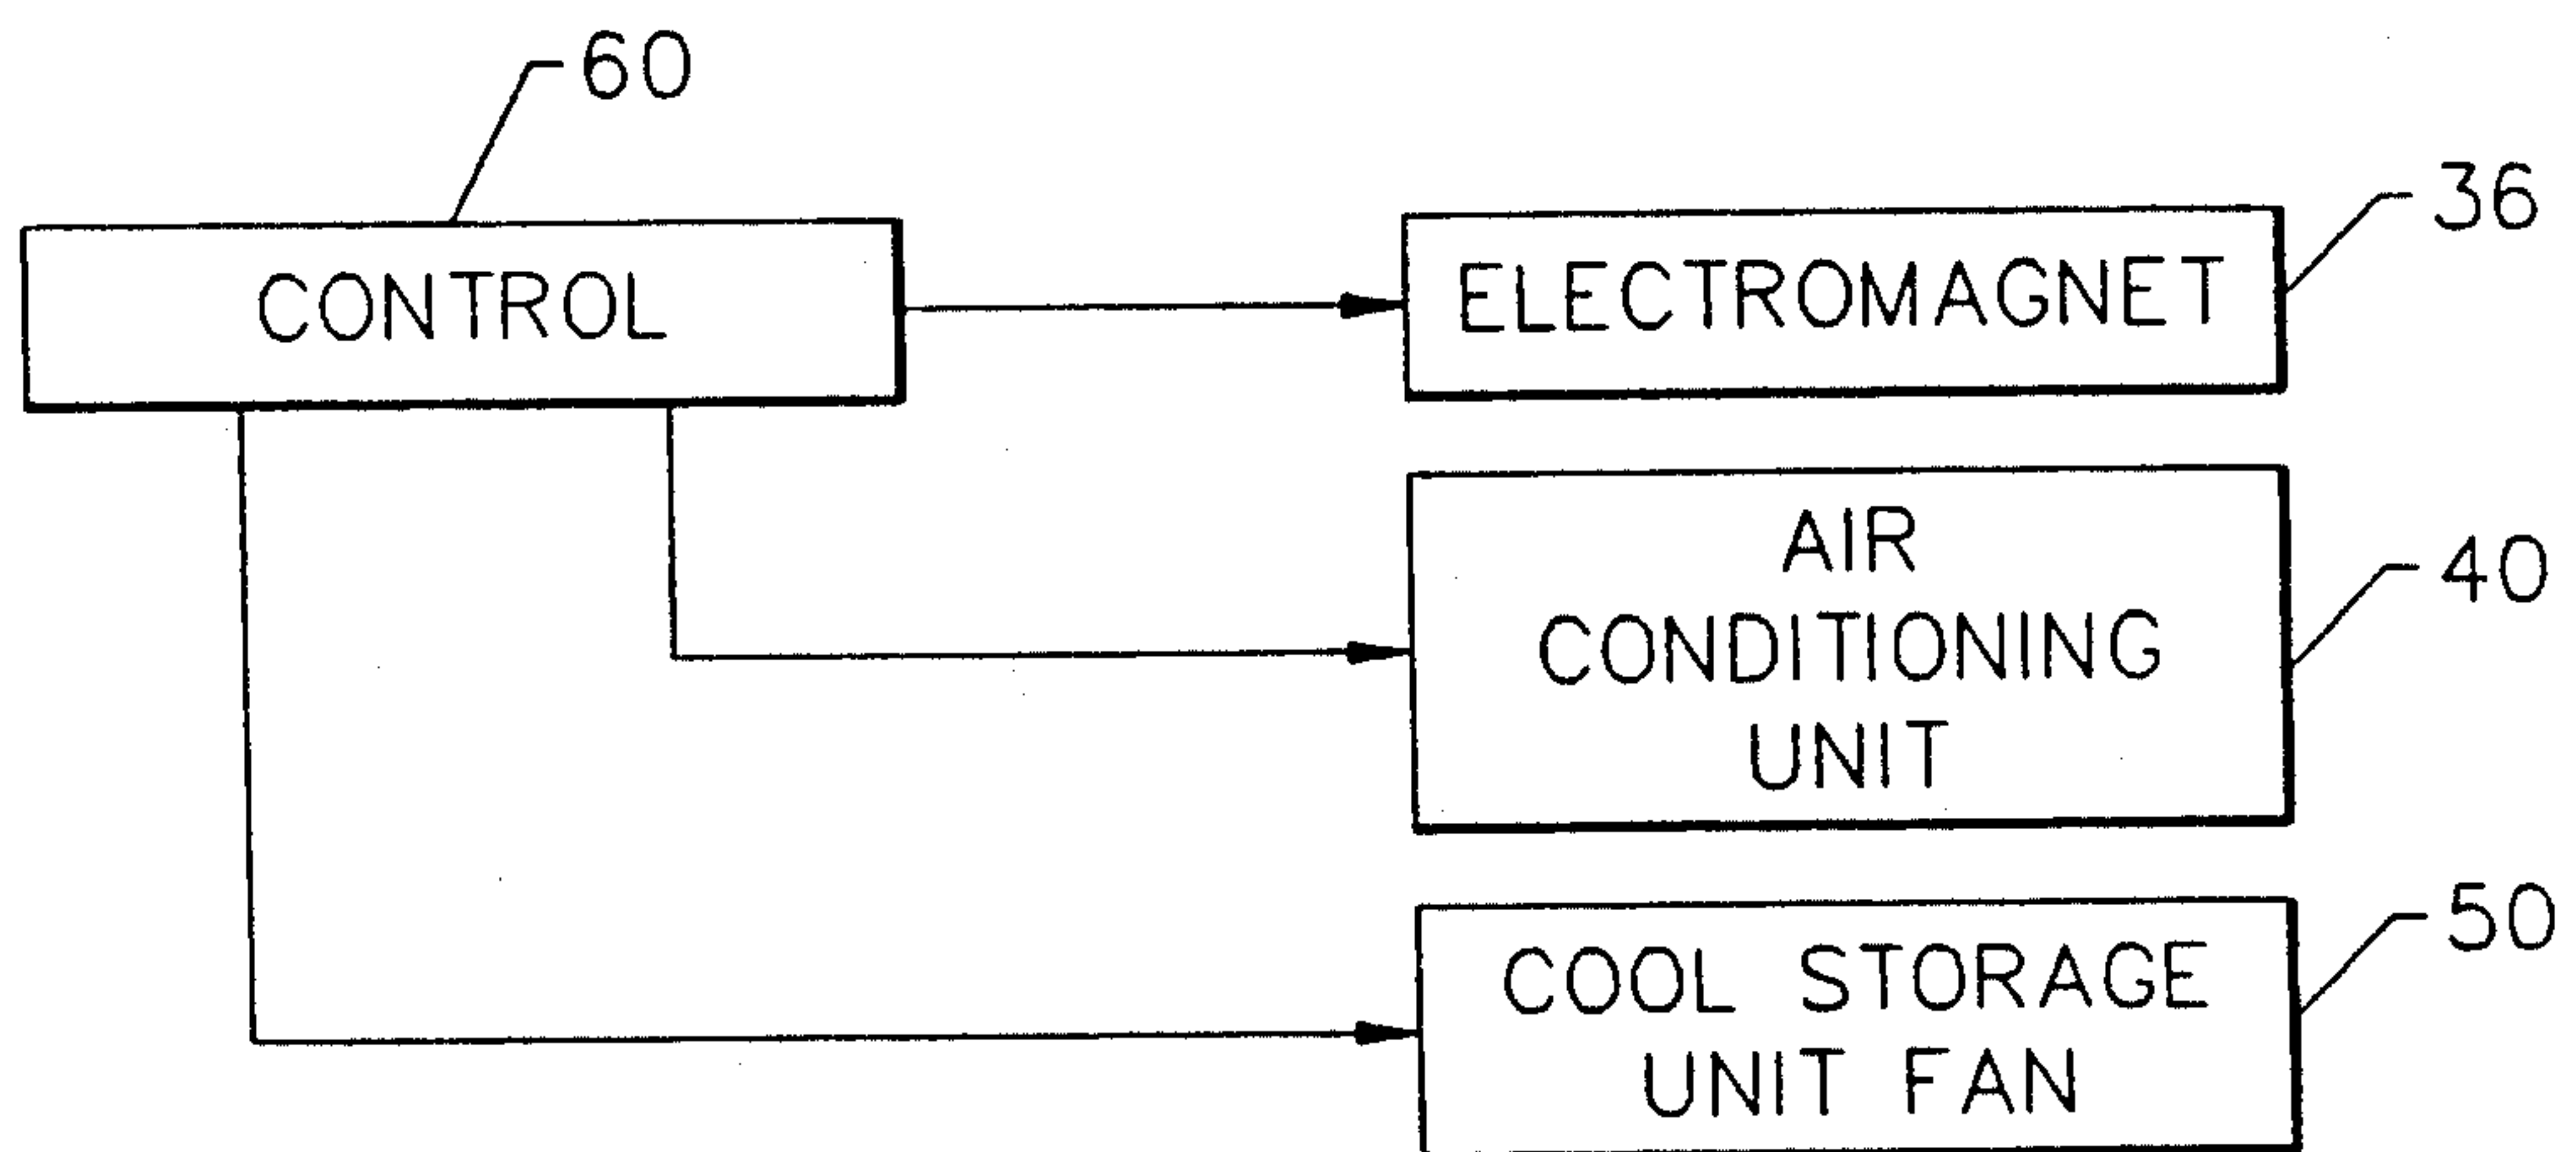 60
CONTROL
ELECTROMAGNET
36
AIR
CONDITIONING
UNIT
40
COOL STORAGE
UNIT FAN
50